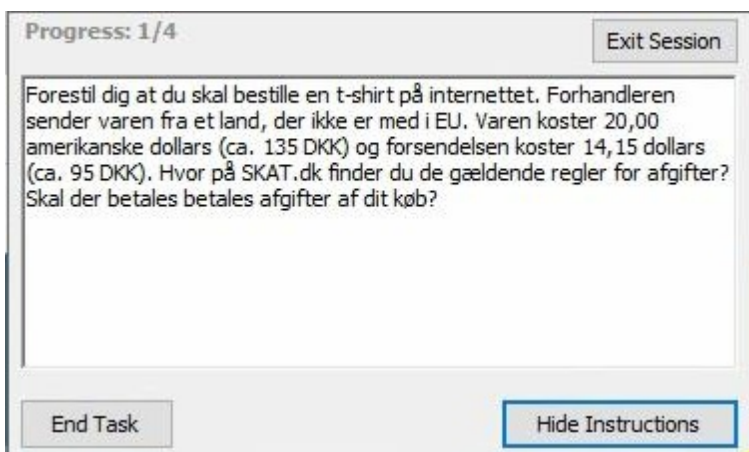 Progress: 1/4
Exit Session
Forestil dig at du skal bestille en t-shirt på internettet. Forhandleren
sender varen fra et land, der ikke er med i EU. Varen koster 20,00
amerikanske dollars (ca. 135 DKK) og forsendelsen koster 14,15 dollars
(ca. 95 DKK). Hvor på SKAT.dk finder du de gældende regler for afgifter?
Skal der betales betales afgifter af dit køb?
End Task
Hide Instructions